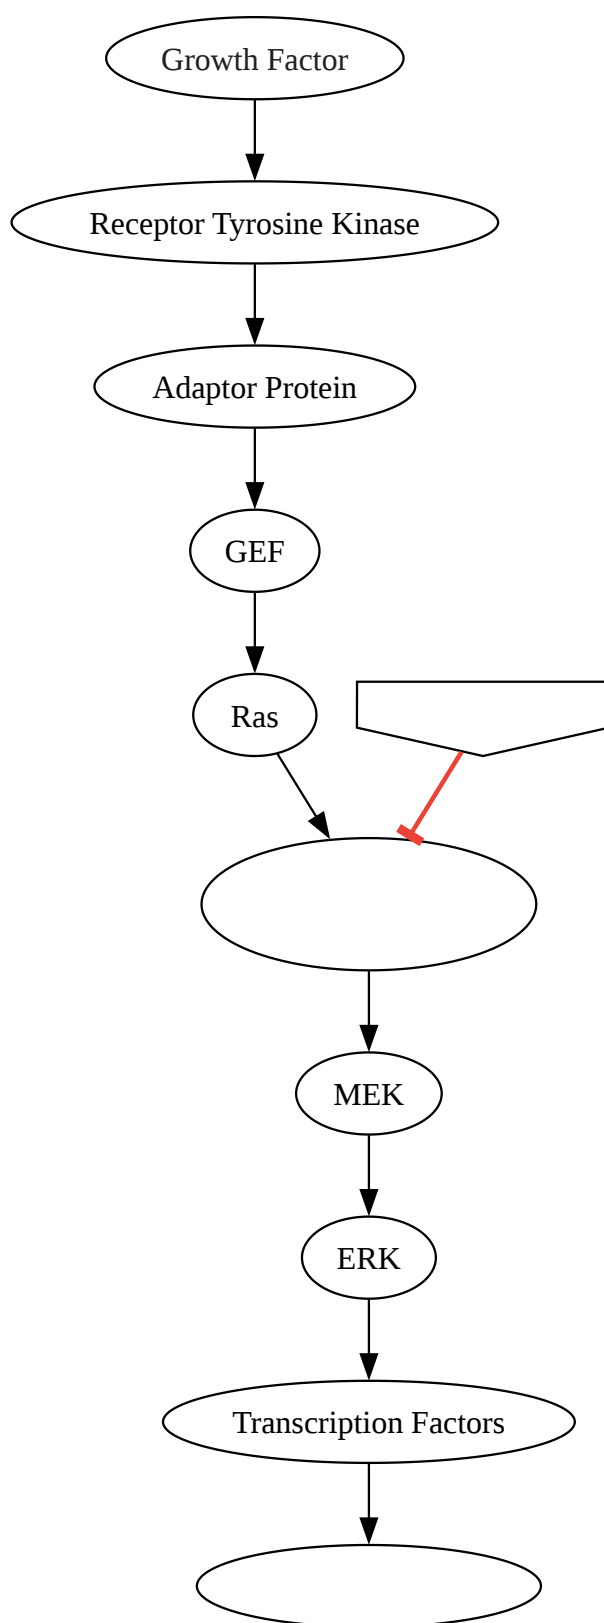 Growth Factor
Receptor Tyrosine Kinase
Adaptor Protein
GEF
Ras
MEK
ERK
Transcription Factors